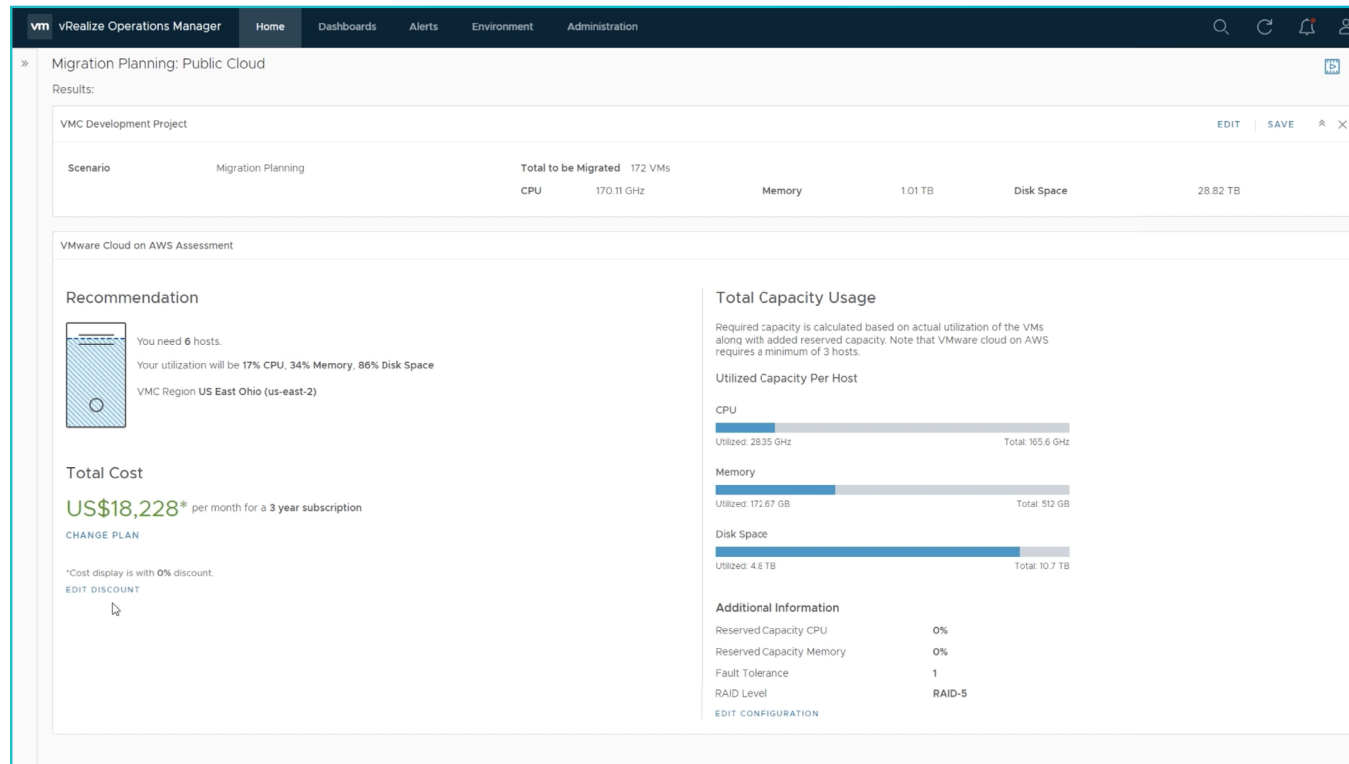 vm vRealize Operations Manager Home Dashboards Alerts Environment Administration
» Migration Planning: Public Cloud
Results:
VMC Development Project EDIT SAVE
Scenario Migration Planning Total to be Migrated 172 VMs
CPU 170.11 GHz Memory 1.01 TB Disk Space 28.82 TB
VMware Cloud on AWS Assessment
Recommendation
You need 6 hosts.
Your utilization will be 17% CPU, 34% Memory, 86% Disk Space
VMC Region US East Ohio (us-east-2)
Total Cost
US$18,228* per month for a 3 year subscription
CHANGE PLAN
*Cost display is with 0% discount.
EDIT DISCOUNT
Total Capacity Usage
Required capacity is calculated based on actual utilization of the VMs
along with added reserved capacity. Note that VMware cloud on AWS
requires a minimum of 3 hosts.
Utilized Capacity Per Host
CPU
Utilized: 28.35 GHz Total: 165.6 GHz
Memory
Utilized: 172.67 GB Total: 512 GB
Disk Space
Utilized: 4.8 TB Total: 10.7 TB
Additional Information
Reserved Capacity CPU 0%
Reserved Capacity Memory 0%
Fault Tolerance 1
RAID Level RAID-5
EDIT CONFIGURATION